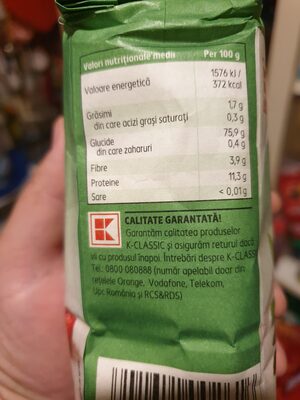 Valori nutriționale medii Per 100 g
Valoare energetică 1576 kJ /
372 kcal
Grăsimi 1,7 g
din care acizi grași saturați 0,3 g
Glucide 75,9 g
din care zaharuri 0,4 g
Fibre 3,9 g
Proteine 11,3 g
Sare < 0,01 g
K
CALITATE GARANTATĂ!
Garantăm calitatea produselor
K-CLASSIC și asigurăm returul dacă
ești cu produsul înapoi. Întrebări despre K-CLASSIC
Tel.: 0800 080888 (număr apelabil doar din
rețelele Orange, Vodafone, Telekom,
Upc România și RCS&RDS)